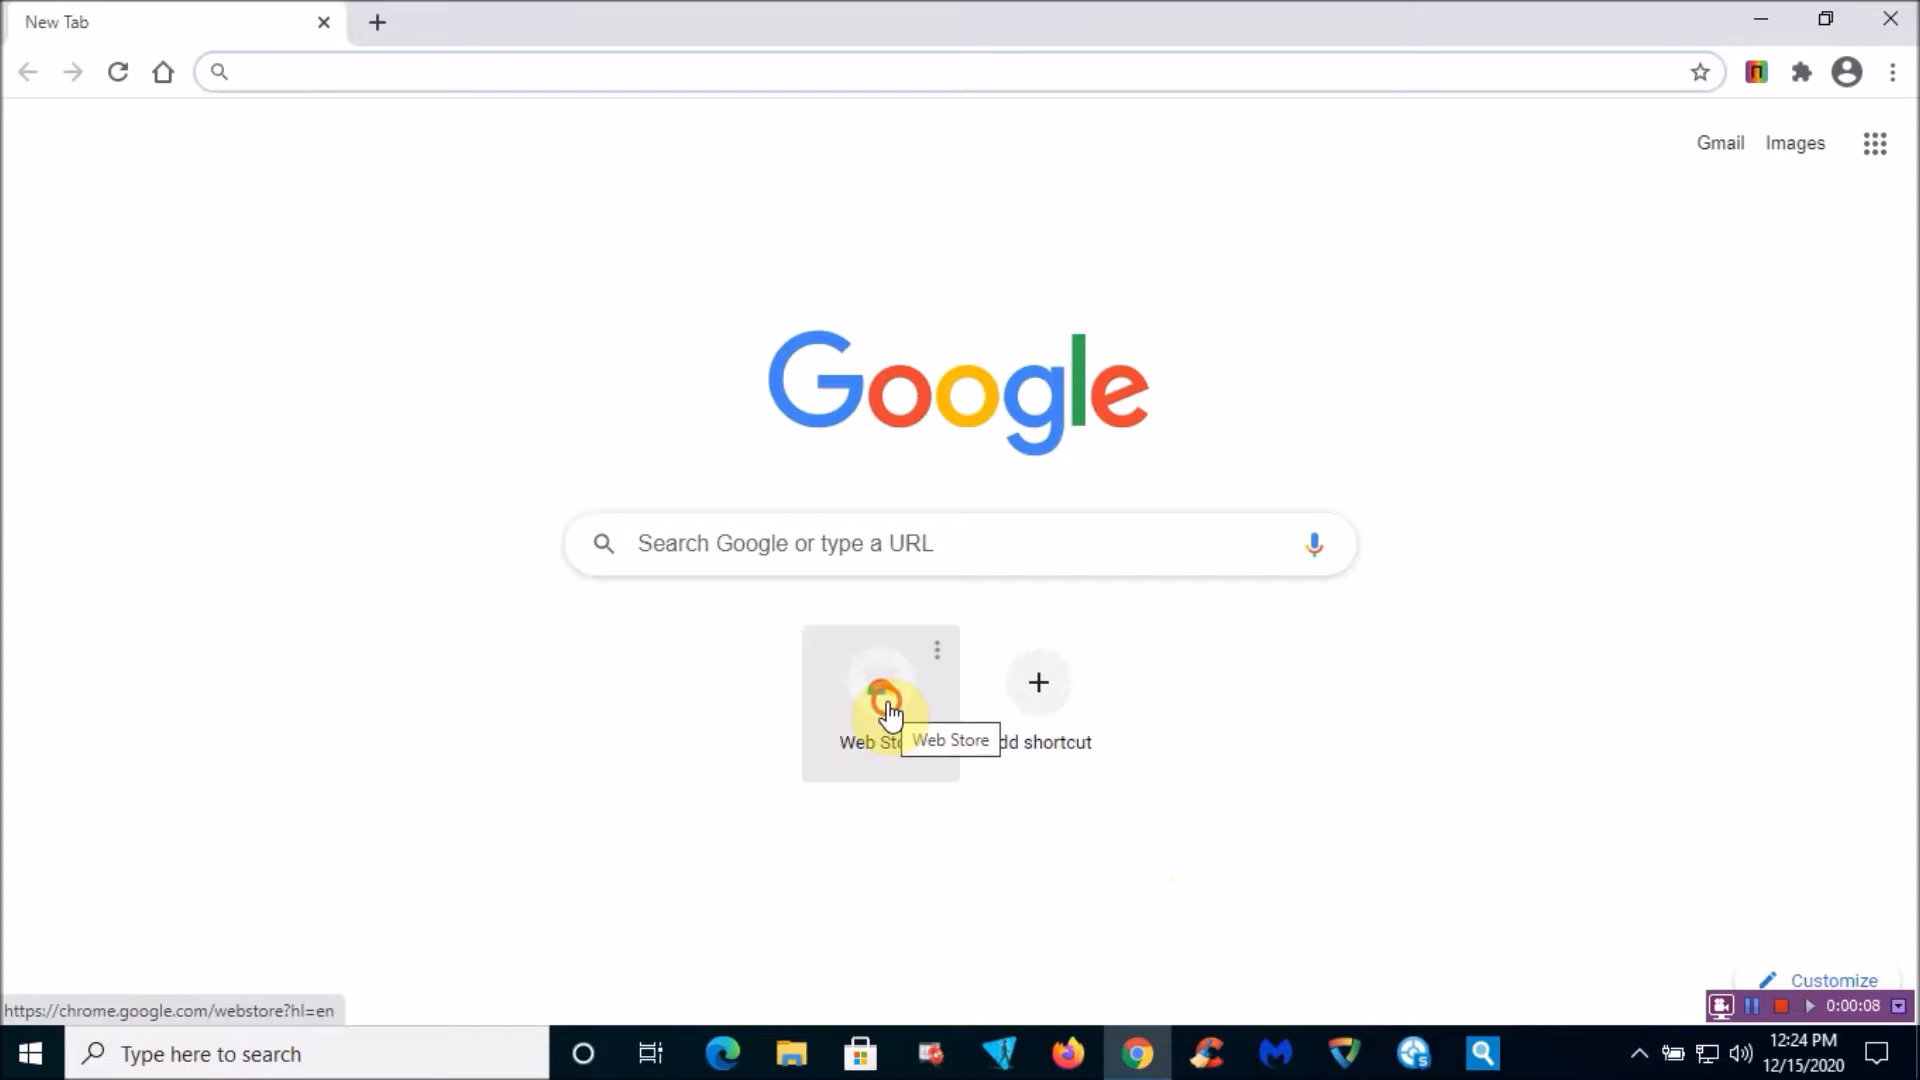 New Tab
Gmail Images
Google
Search Google or type a URL
Web Sto
Web Store
dd shortcut
Customize
https://chrome.google.com/webstore?hl=en
0:00:08
Type here to search
12:24 PM
12/15/2020